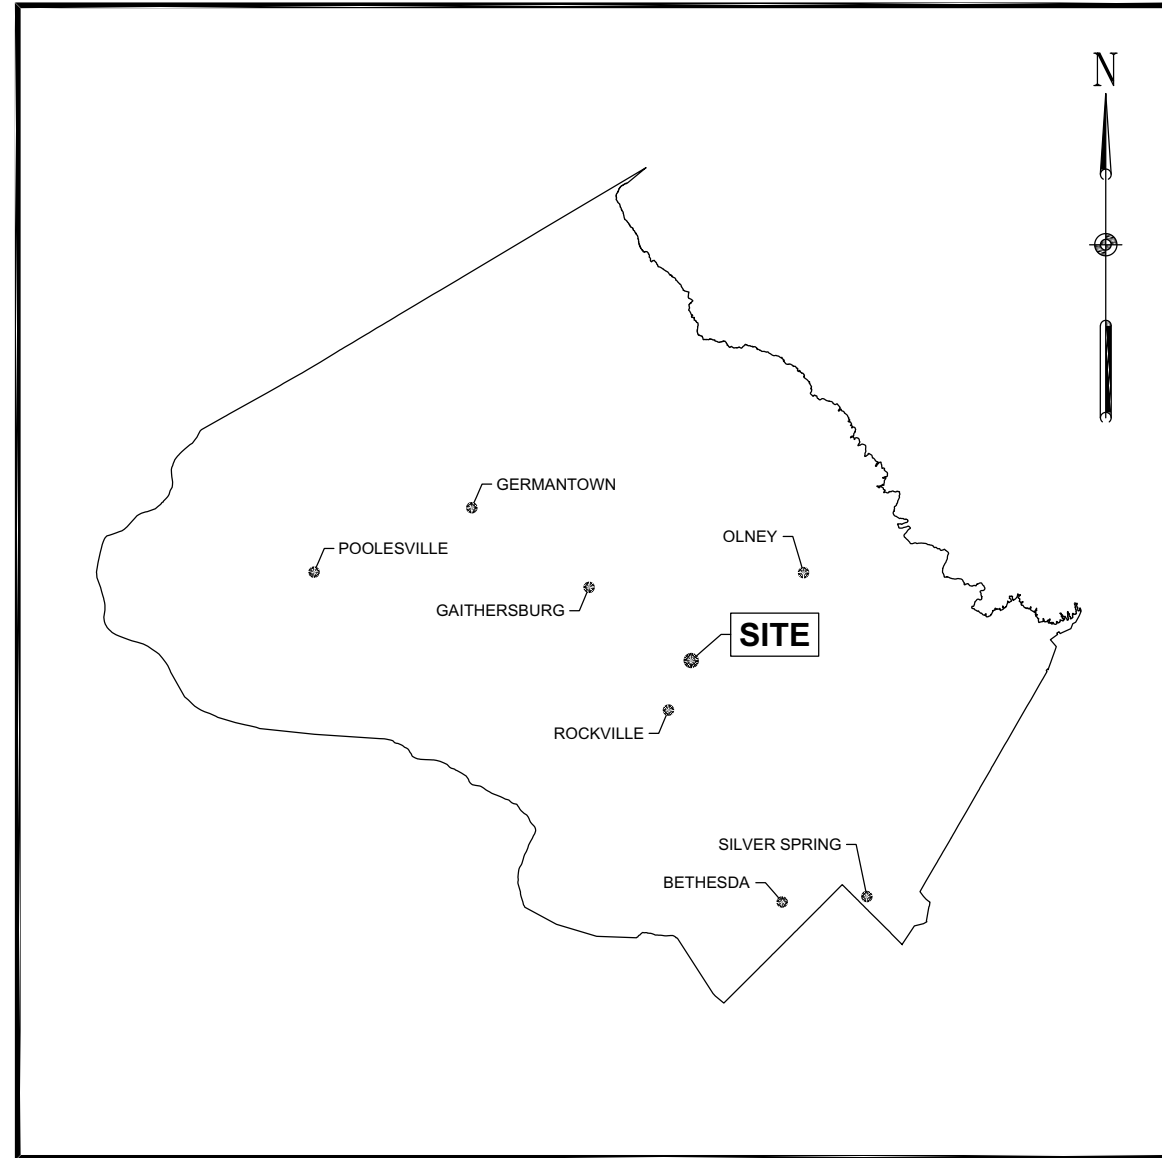 N
GERMANTOWN
OLNEY
POOLESVILLE
GAITHERSBURG
SITE
ROCKVILLE
SILVER SPRING
BETHESDA